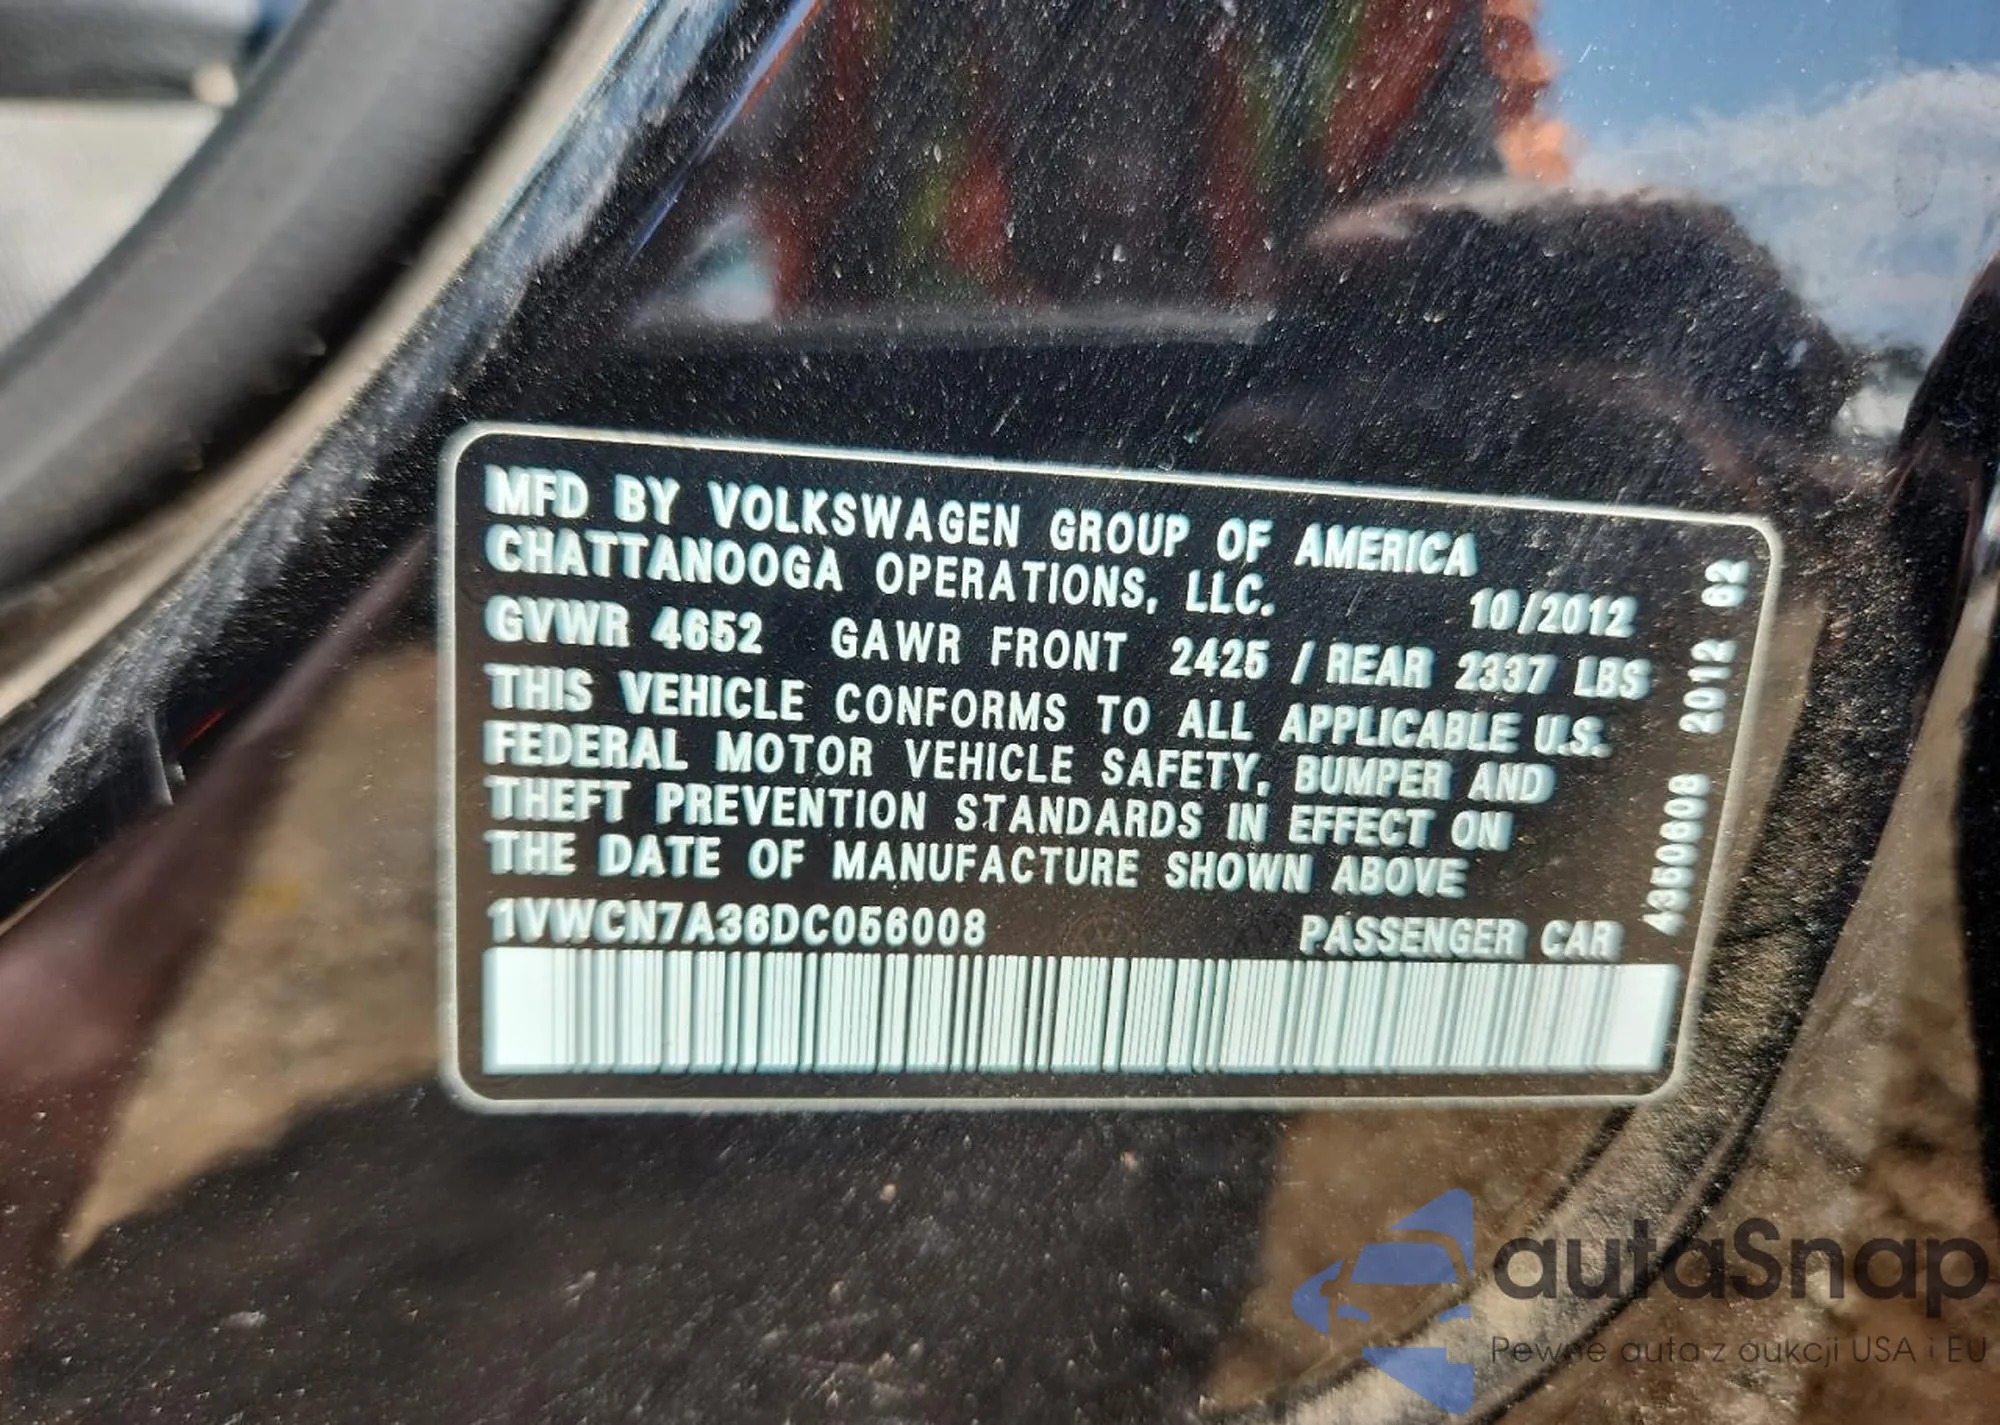 MFD BY VOLKSWAGEN GROUP OF AMERICA
CHATTANOOGA OPERATIONS, LLC.
10/2012
GVWR 4652 GAWR FRONT 2425 / REAR 2337 LBS
THIS VEHICLE CONFORMS TO ALL APPLICABLE U.S.
FEDERAL MOTOR VEHICLE SAFETY, BUMPER AND
THEFT PREVENTION STANDARDS IN EFFECT ON
THE DATE OF MANUFACTURE SHOWN ABOVE
1VWCN7A36DC056008 PASSENGER CAR
4350608 2012 62
autaSnap
Pewne auta z aukcji USA i EU